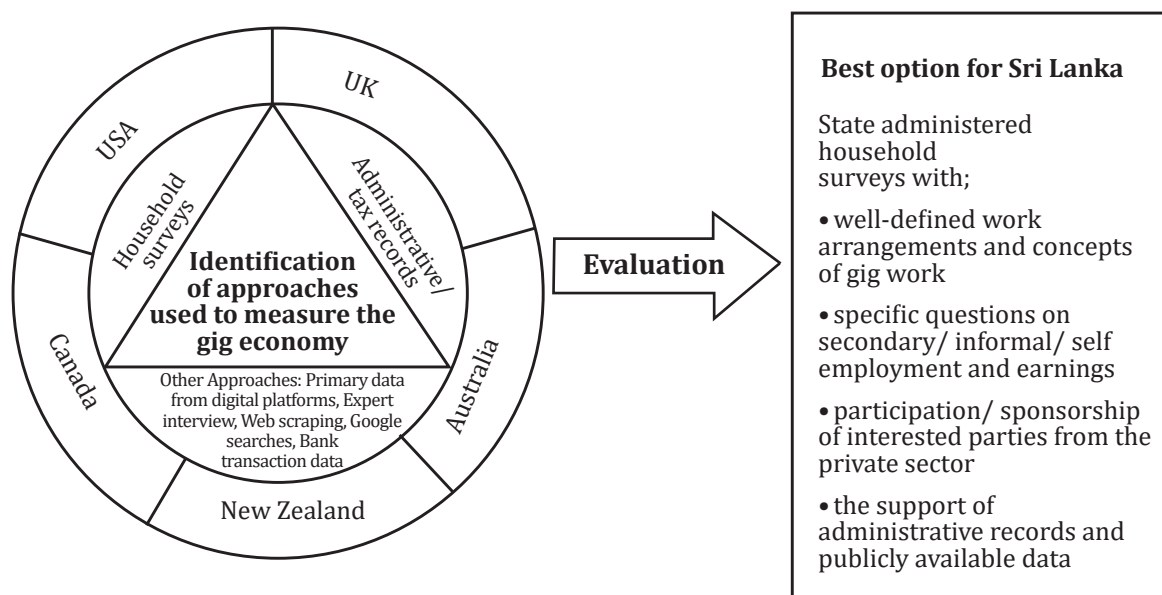 UK
USA
Household
surveys
Administrative/
tax records
Identification
of approaches
used to measure the
gig economy
Canada
Australia
Other Approaches: Primary data
from digital platforms, Expert
interview, Web scraping, Google
searches, Bank
transaction data
New Zealand
Evaluation
Best option for Sri Lanka
State administered
household
surveys with;
• well-defined work
arrangements and concepts
of gig work
• specific questions on
secondary/ informal/ self
employment and earnings
• participation/ sponsorship
of interested parties from the
private sector
• the support of
administrative records and
publicly available data